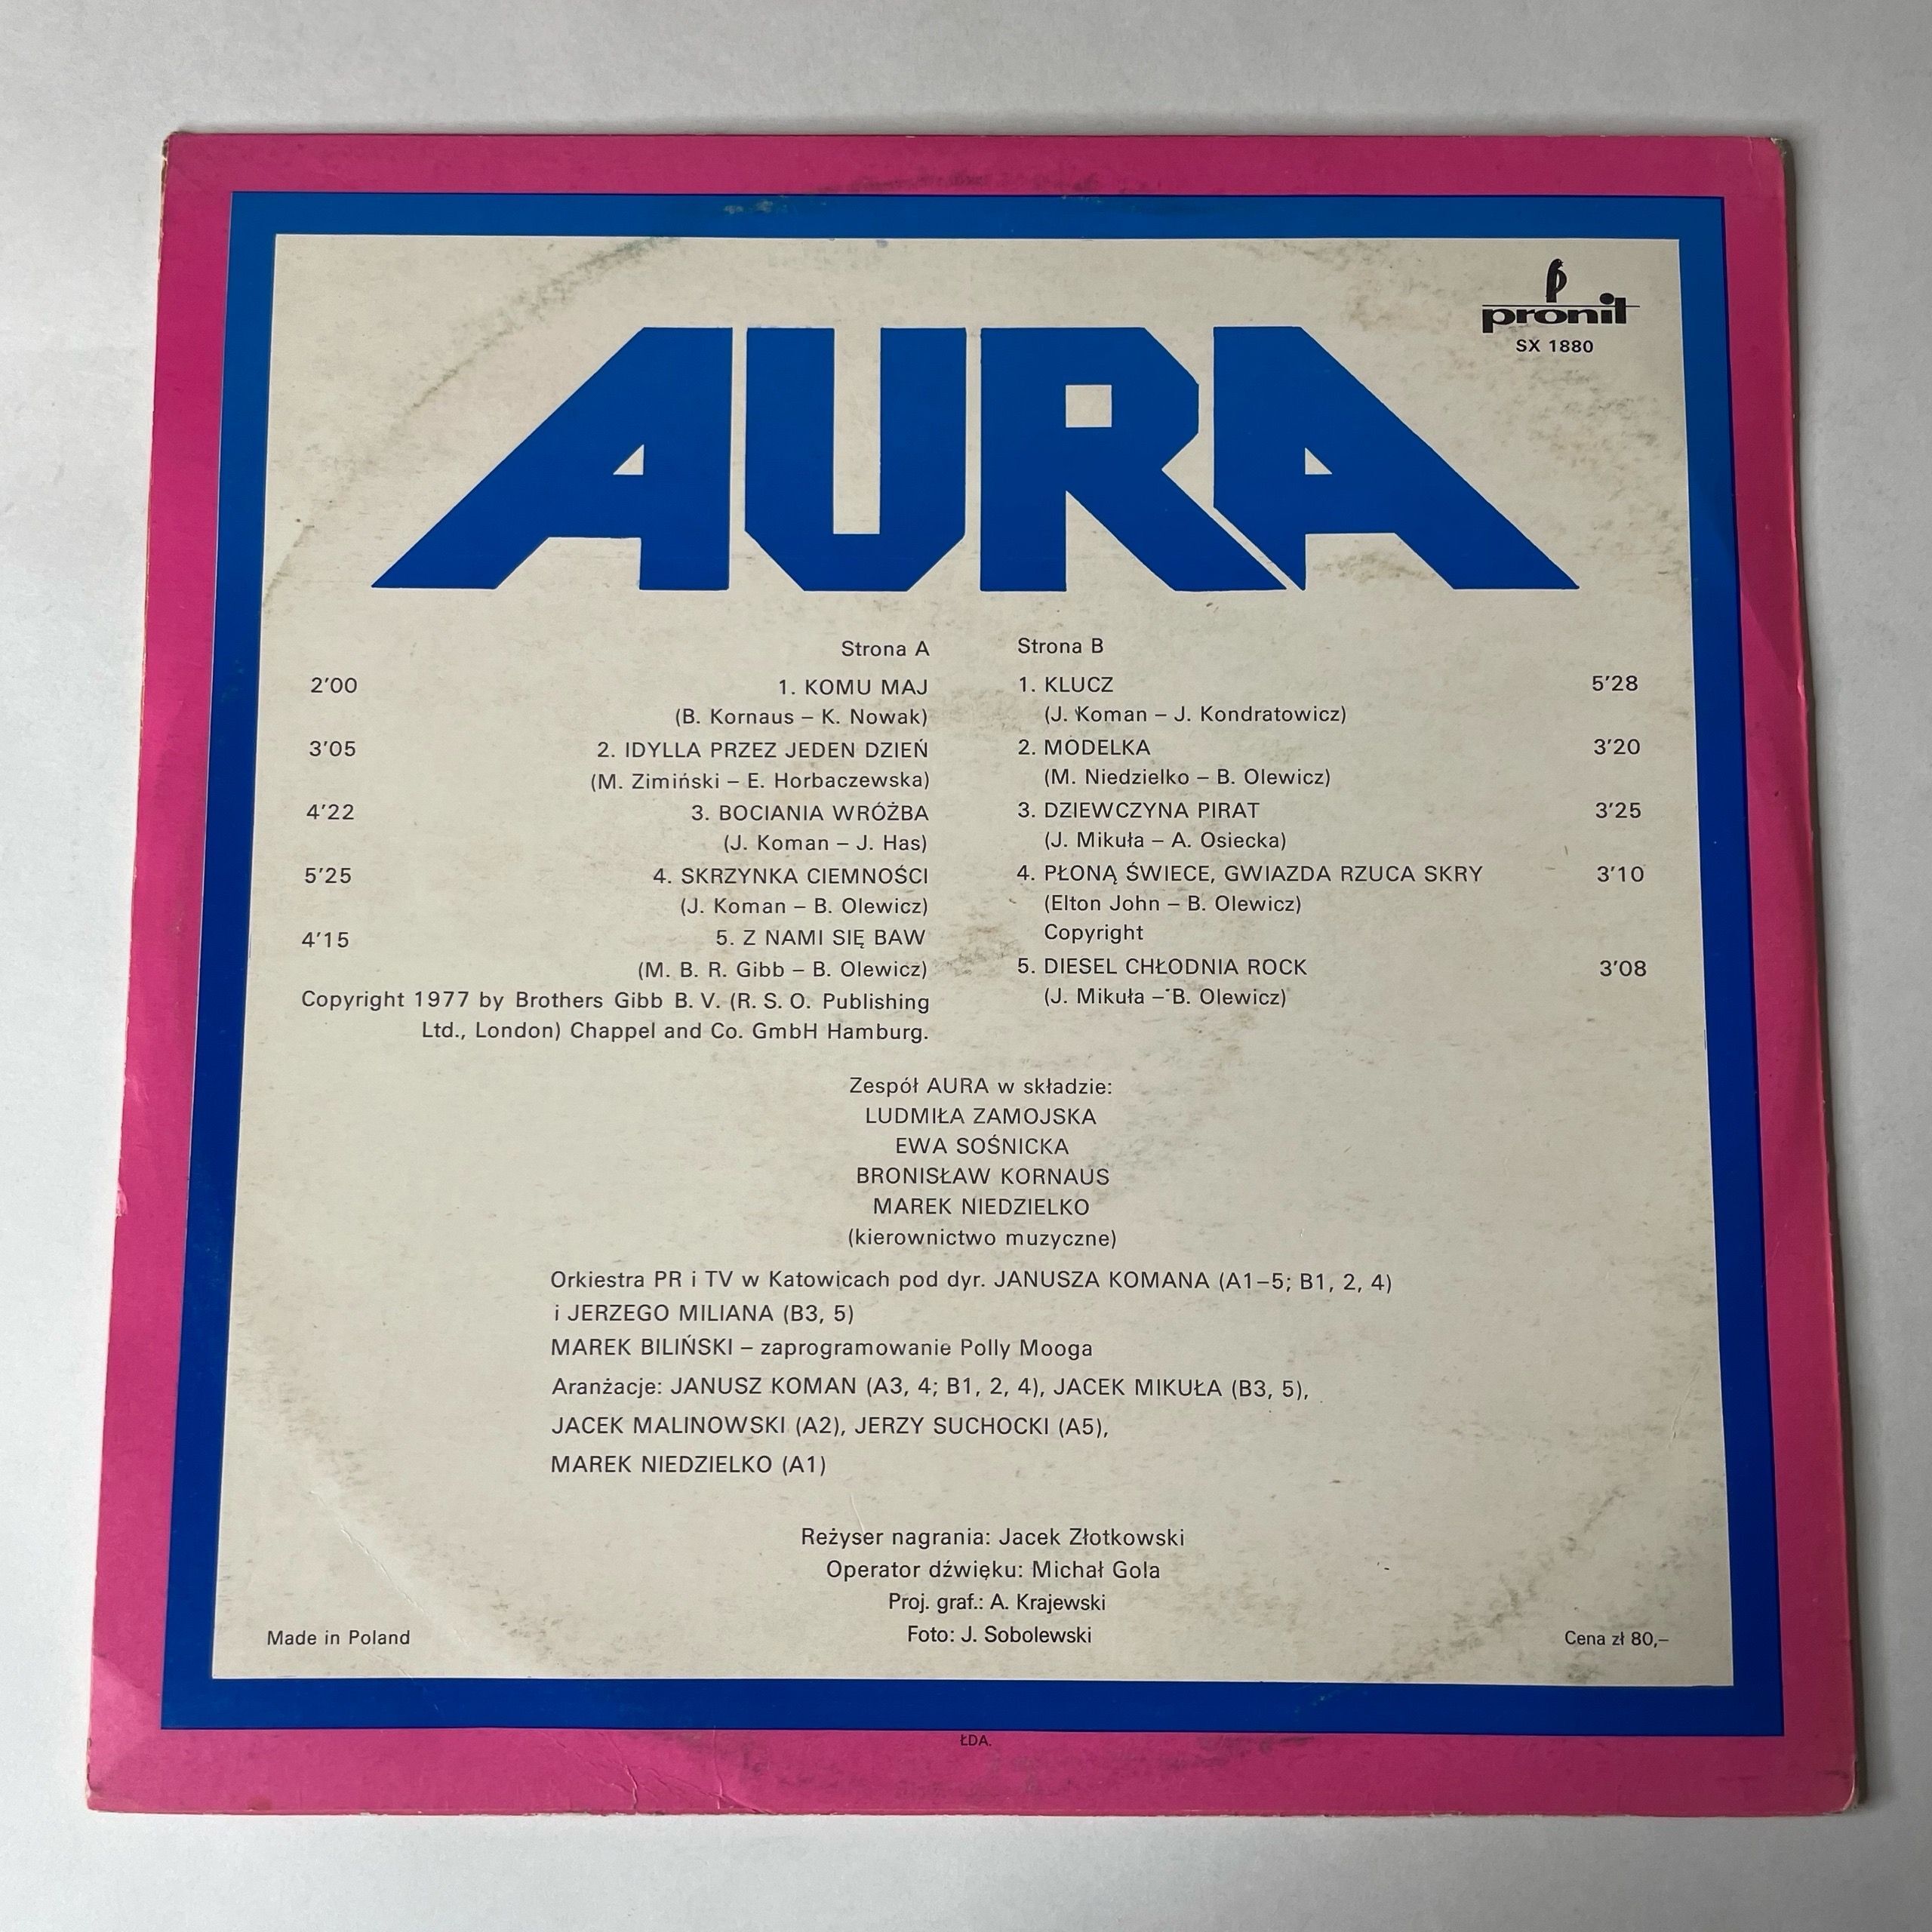 pronit
SX 1880
AURA
Strona A
2'00 1. KOMU MAJ
(B. Kornaus – K. Nowak)
3'05 2. IDYLLA PRZEZ JEDEN DZIEŃ
(M. Zimiński – E. Horbaczewska)
4'22 3. BOCIANIA WRÓŻBA
(J. Koman – J. Has)
5'25 4. SKRZYNKA CIEMNOŚCI
(J. Koman – B. Olewicz)
4'15 5. Z NAMI SIĘ BAW
(M. B. R. Gibb – B. Olewicz)
Copyright 1977 by Brothers Gibb B. V. (R. S. O. Publishing
Ltd., London) Chappel and Co. GmbH Hamburg.
Strona B
1. KLUCZ 5'28
(J. Koman – J. Kondratowicz)
2. MODELKA 3'20
(M. Niedzielko – B. Olewicz)
3. DZIEWCZYNA PIRAT 3'25
(J. Mikuła – A. Osiecka)
4. PŁONĄ ŚWIECE, GWIAZDA RZUCA SKRY 3'10
(Elton John – B. Olewicz)
Copyright
5. DIESEL CHŁODNIA ROCK 3'08
(J. Mikuła – B. Olewicz)
Zespół AURA w składzie:
LUDMIŁA ZAMOJSKA
EWA SOŚNICKA
BRONISŁAW KORNAUS
MAREK NIEDZIELKO
(kierownictwo muzyczne)
Orkiestra PR i TV w Katowicach pod dyr. JANUSZA KOMANA (A1–5; B1, 2, 4)
i JERZEGO MILIANA (B3, 5)
MAREK BILIŃSKI – zaprogramowanie Polly Mooga
Aranżacje: JANUSZ KOMAN (A3, 4; B1, 2, 4), JACEK MIKUŁA (B3, 5),
JACEK MALINOWSKI (A2), JERZY SUCHOCKI (A5),
MAREK NIEDZIELKO (A1)
Reżyser nagrania: Jacek Złotkowski
Operator dźwięku: Michał Gola
Proj. graf.: A. Krajewski
Foto: J. Sobolewski
Made in Poland
Cena zł 80,–
ŁDA.